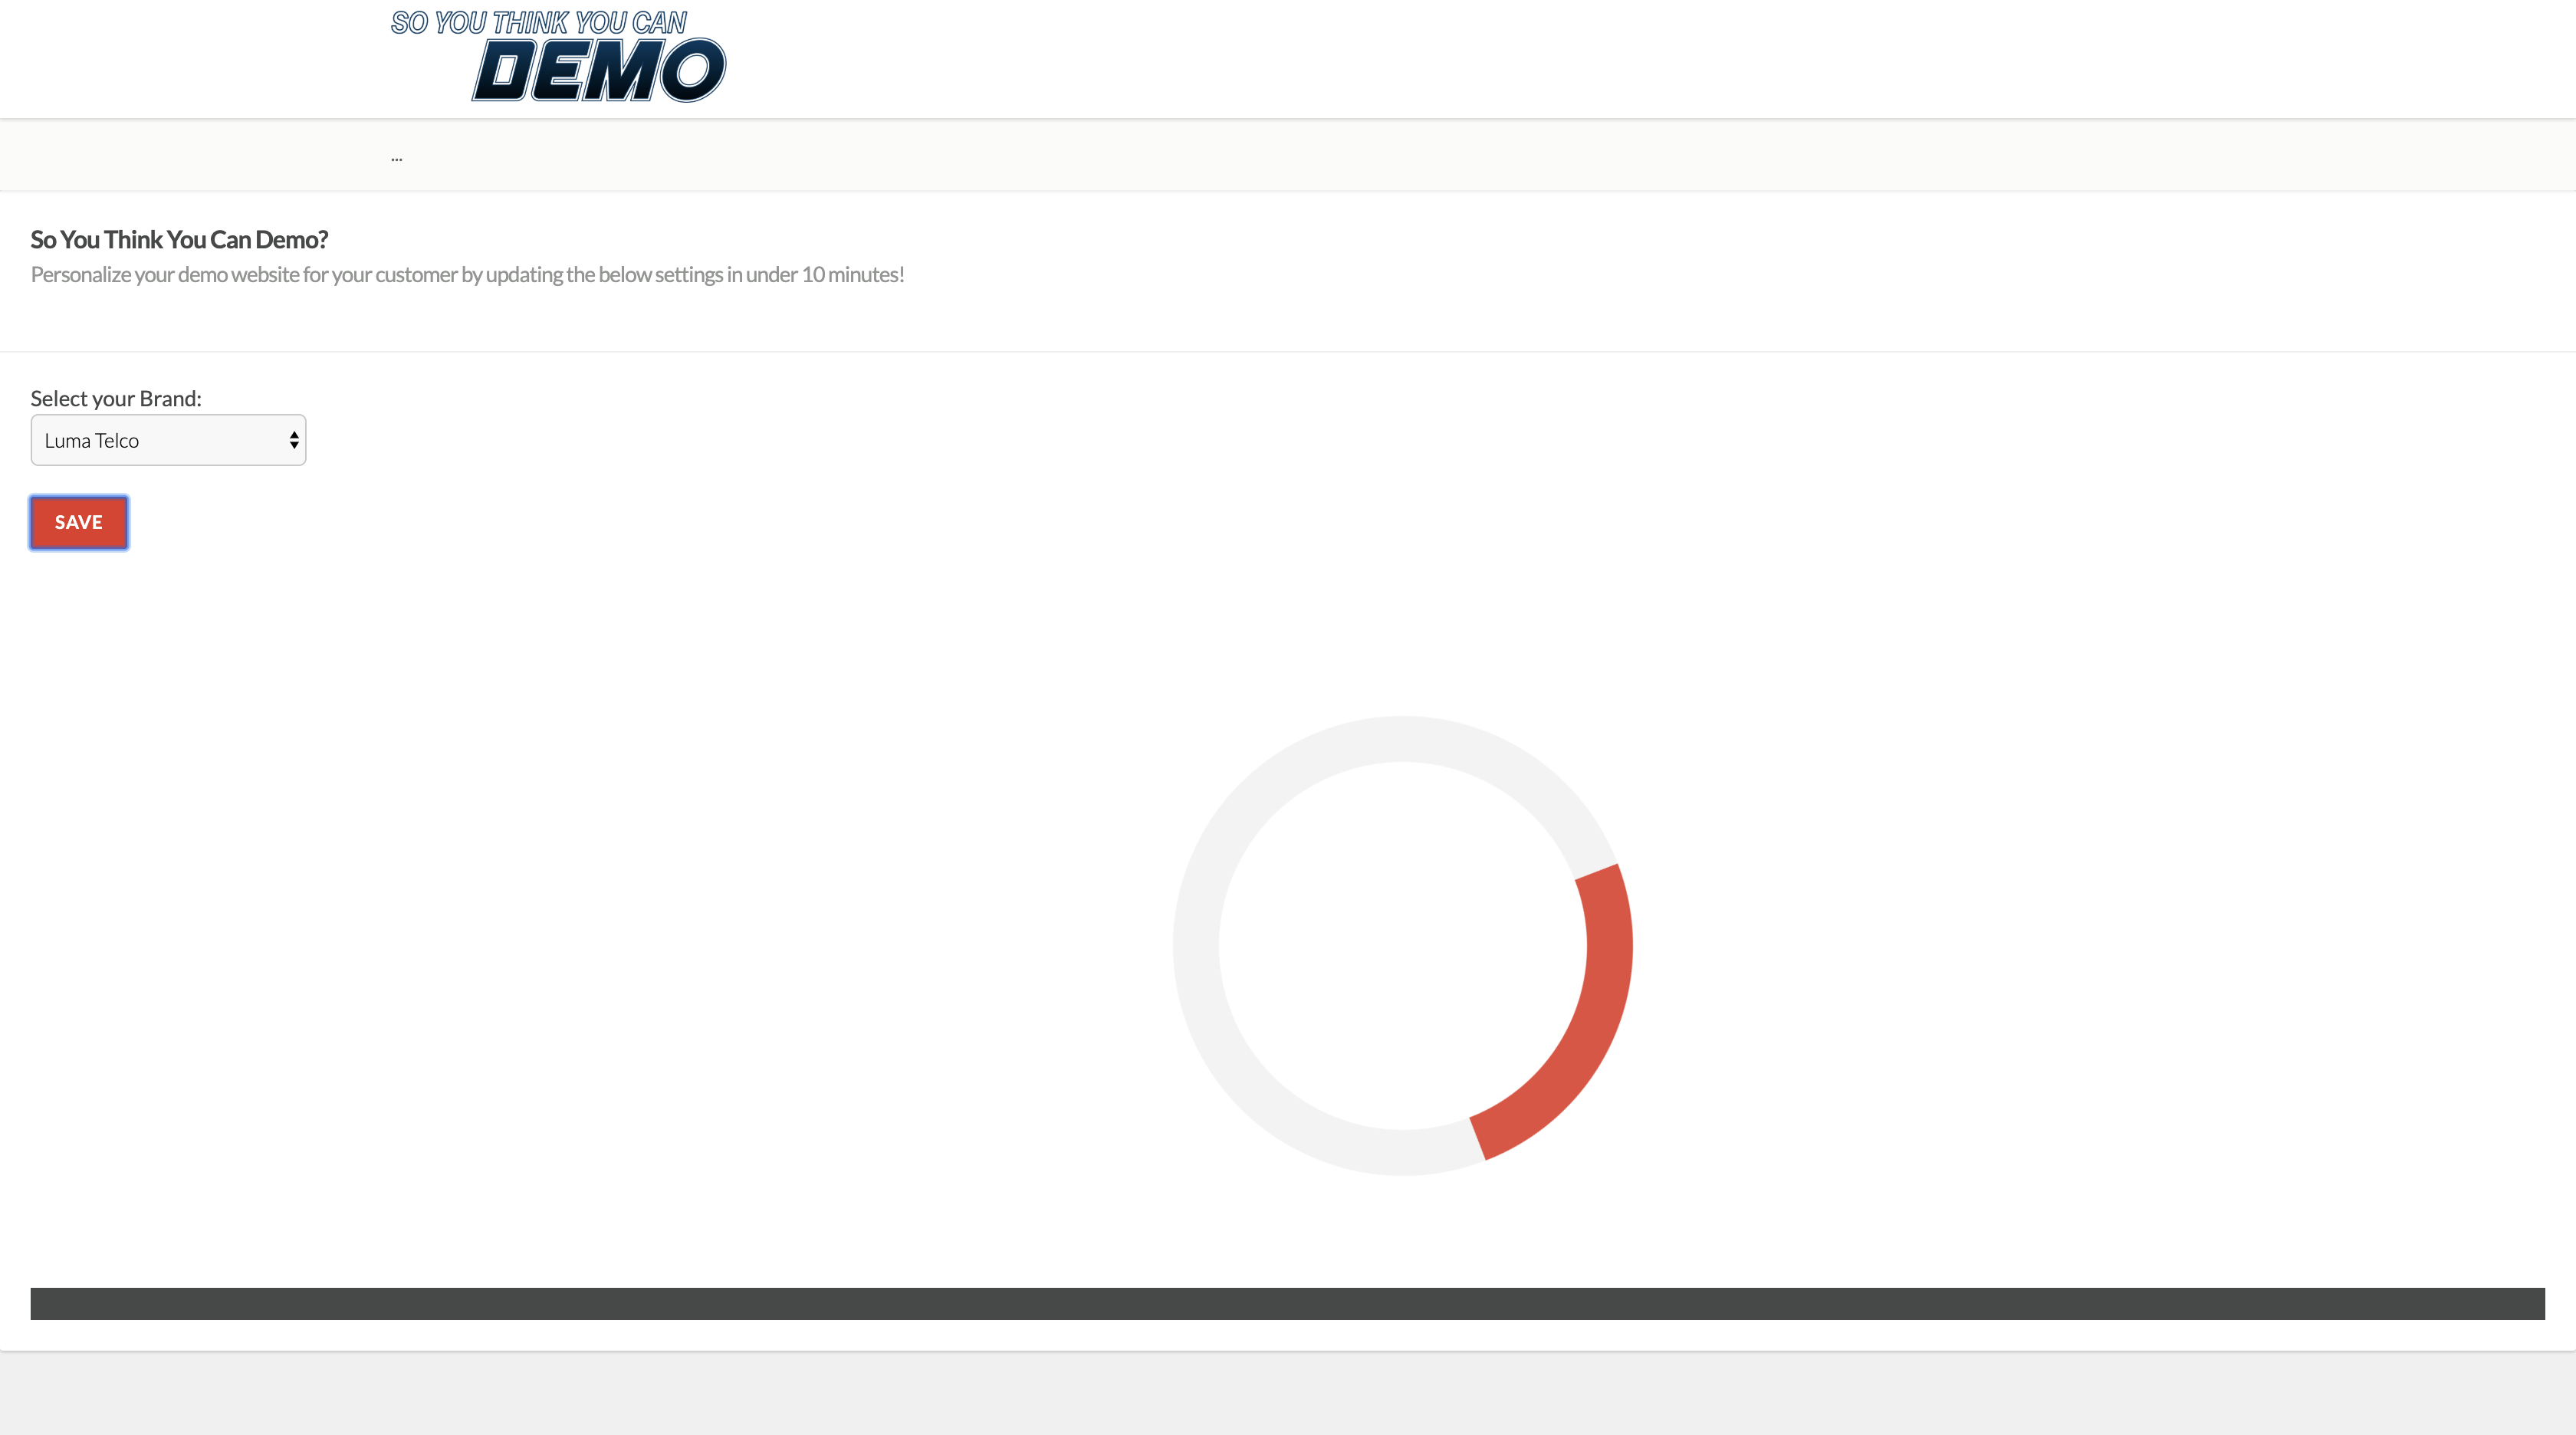 SO YOU THINK YOU CAN
DEMO
...
So You Think You Can Demo?
Personalize your demo website for your customer by updating the below settings in under 10 minutes!
Select your Brand:
Luma Telco
SAVE